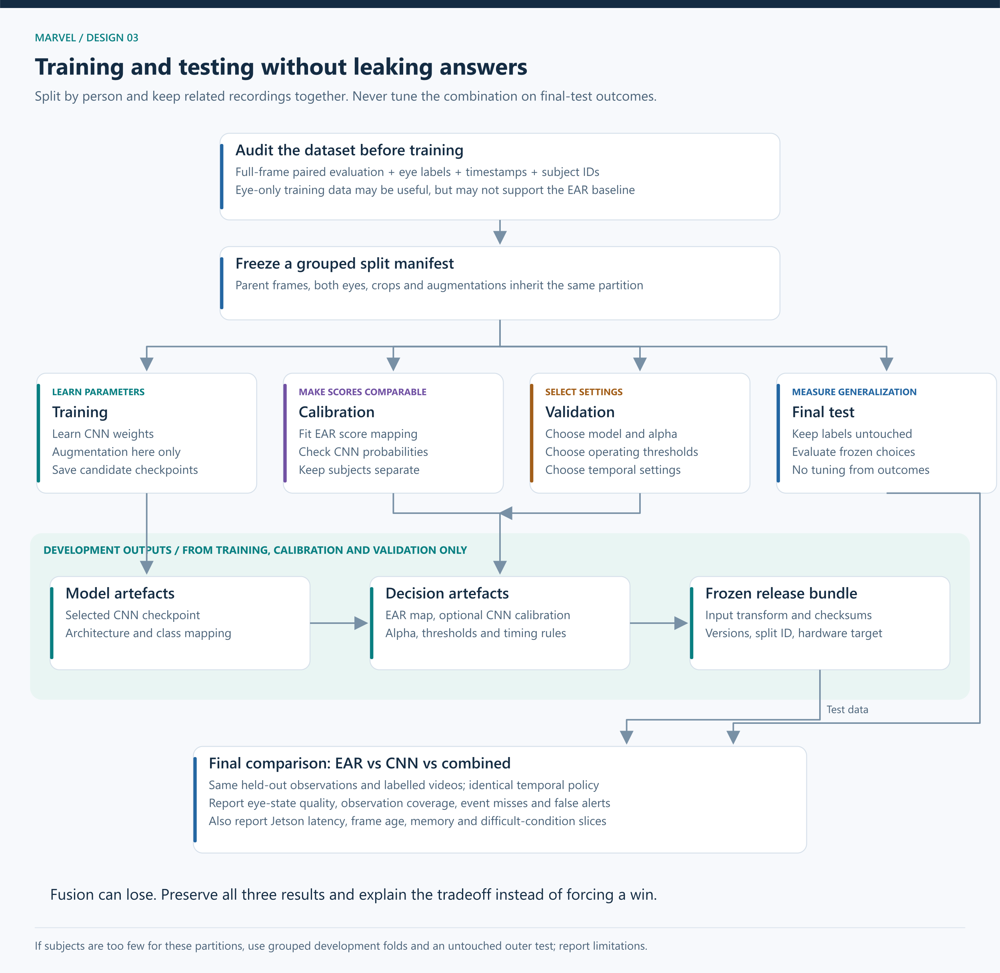 MARVEL / DESIGN 03
Training and testing without leaking answers
Split by person and keep related recordings together. Never tune the combination on final-test outcomes.
Audit the dataset before training
Full-frame paired evaluation + eye labels + timestamps + subject IDs
Eye-only training data may be useful, but may not support the EAR baseline
Freeze a grouped split manifest
Parent frames, both eyes, crops and augmentations inherit the same partition
LEARN PARAMETERS
Training
Learn CNN weights
Augmentation here only
Save candidate checkpoints
MAKE SCORES COMPARABLE
Calibration
Fit EAR score mapping
Check CNN probabilities
Keep subjects separate
SELECT SETTINGS
Validation
Choose model and alpha
Choose operating thresholds
Choose temporal settings
MEASURE GENERALIZATION
Final test
Keep labels untouched
Evaluate frozen choices
No tuning from outcomes
DEVELOPMENT OUTPUTS / FROM TRAINING, CALIBRATION AND VALIDATION ONLY
Model artefacts
Selected CNN checkpoint
Architecture and class mapping
Decision artefacts
EAR map, optional CNN calibration
Alpha, thresholds and timing rules
Frozen release bundle
Input transform and checksums
Versions, split ID, hardware target
Test data
Final comparison: EAR vs CNN vs combined
Same held-out observations and labelled videos; identical temporal policy
Report eye-state quality, observation coverage, event misses and false alerts
Also report Jetson latency, frame age, memory and difficult-condition slices
Fusion can lose. Preserve all three results and explain the tradeoff instead of forcing a win.
If subjects are too few for these partitions, use grouped development folds and an untouched outer test; report limitations.